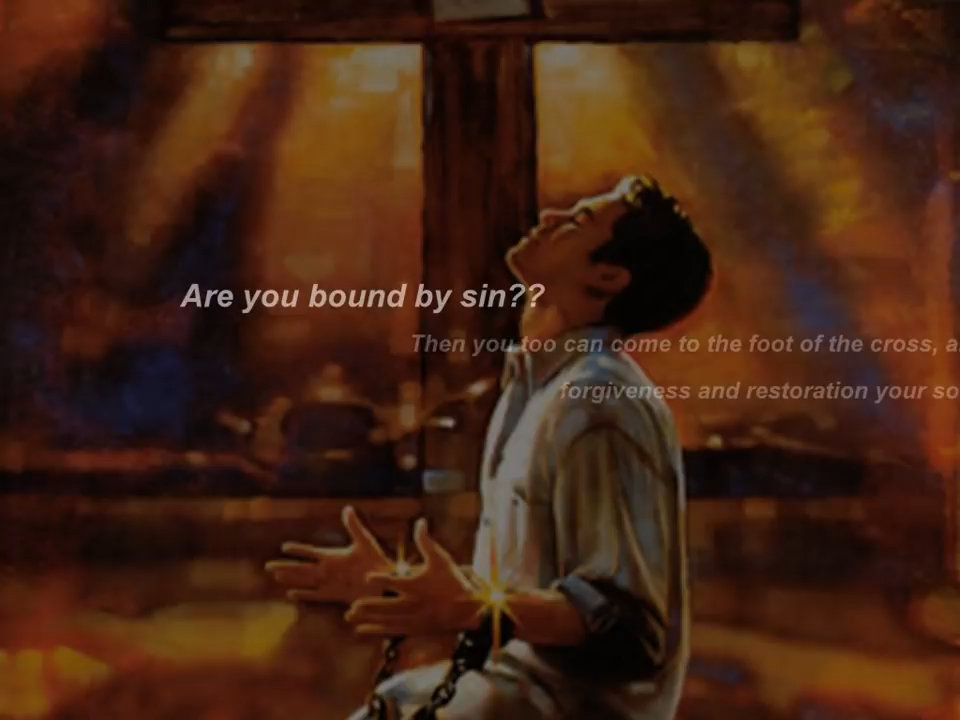 Are you bound by sin??
Then you too can come to the foot of the cross, a
forgiveness and restoration your so